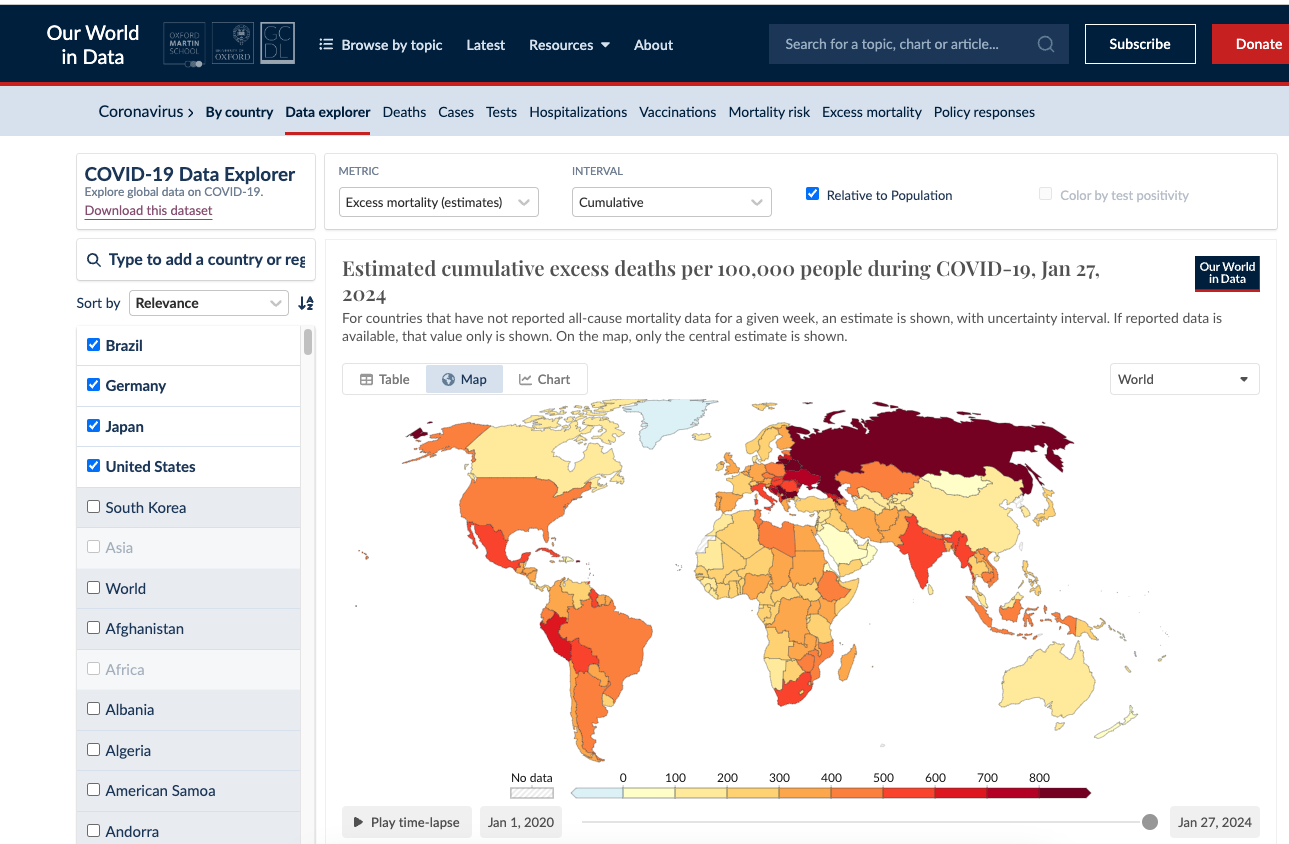 Our World
in Data
OXFORD
MARTIN
SCHOOL
UNIVERSITY OF
OXFORD
GC
DL
Browse by topic
Latest
Resources
About
Search for a topic, chart or article...
Subscribe
Donate
Coronavirus ›
By country
Data explorer
Deaths
Cases
Tests
Hospitalizations
Vaccinations
Mortality risk
Excess mortality
Policy responses
COVID-19 Data Explorer
Explore global data on COVID-19.
Download this dataset
METRIC
Excess mortality (estimates)
INTERVAL
Cumulative
Relative to Population
Color by test positivity
Type to add a country or reg
Sort by
Relevance
Brazil
Germany
Japan
United States
South Korea
Asia
World
Afghanistan
Africa
Albania
Algeria
American Samoa
Andorra
Estimated cumulative excess deaths per 100,000 people during COVID-19, Jan 27,
2024
Our World
in Data
For countries that have not reported all-cause mortality data for a given week, an estimate is shown, with uncertainty interval. If reported data is
available, that value only is shown. On the map, only the central estimate is shown.
Table
Map
Chart
World
No data
0
100
200
300
400
500
600
700
800
Play time-lapse
Jan 1, 2020
Jan 27, 2024